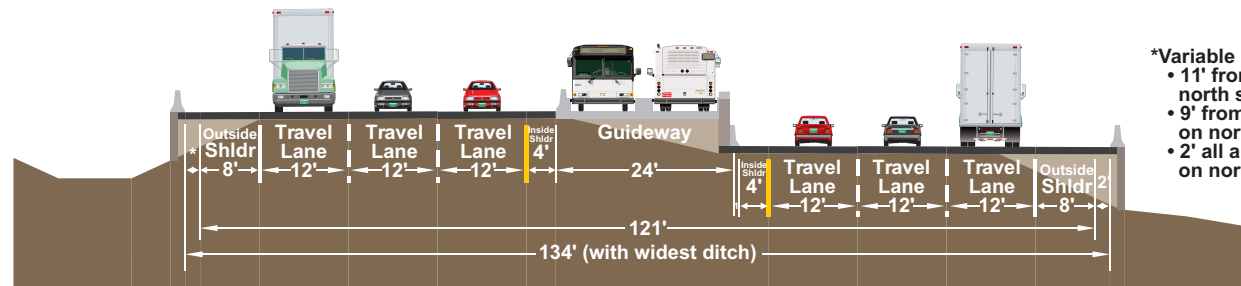 *Variable
• 11' from
north s
• 9' from
on nor
• 2' all a
on nor
*
Outside
Shldr
8'
Travel
Lane
12'
Travel
Lane
12'
Travel
Lane
12'
Inside
Shldr
4'
Guideway
24'
Inside
Shldr
4'
Travel
Lane
12'
Travel
Lane
12'
Travel
Lane
12'
Outside
Shldr
8'
2'
121'
134' (with widest ditch)